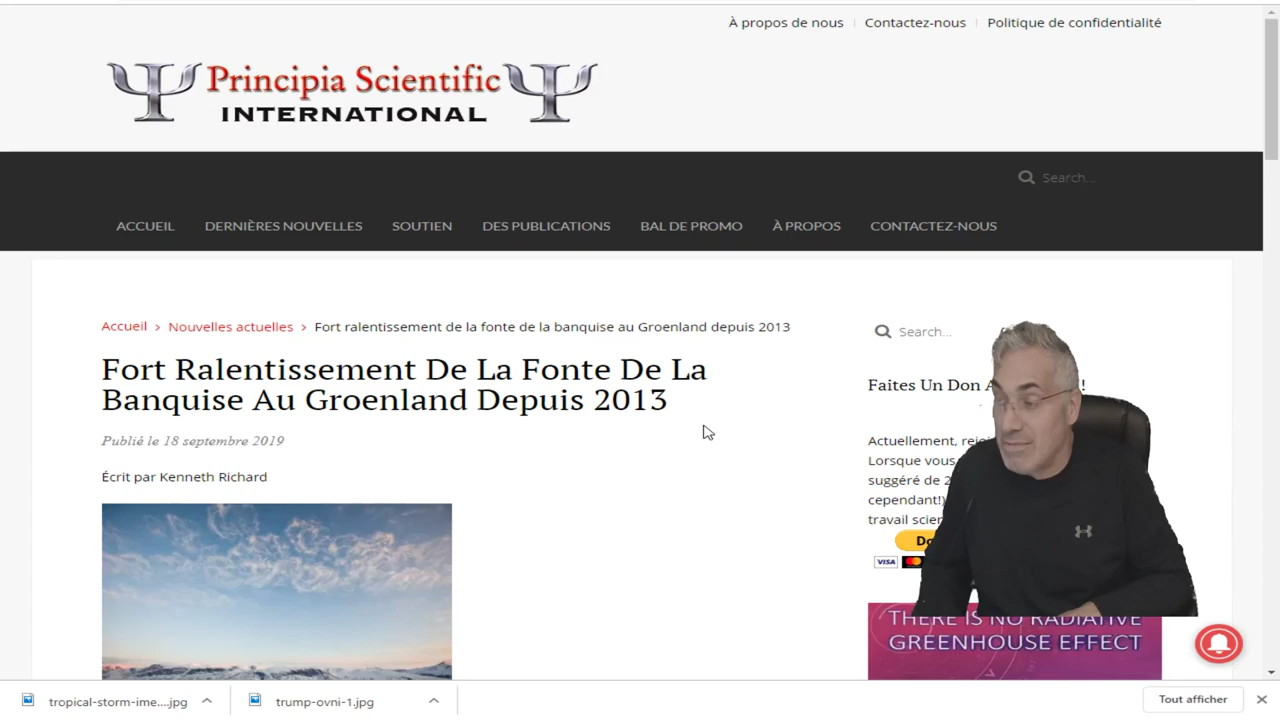 À propos de nous
Contactez-nous
Politique de confidentialité
Principia Scientific
INTERNATIONAL
Search...
ACCUEIL
DERNIÈRES NOUVELLES
SOUTIEN
DES PUBLICATIONS
BAL DE PROMO
À PROPOS
CONTACTEZ-NOUS
Accueil > Nouvelles actuelles > Fort ralentissement de la fonte de la banquise au Groenland depuis 2013
Fort Ralentissement De La Fonte De La
Banquise Au Groenland Depuis 2013
Publié le 18 septembre 2019
Écrit par Kenneth Richard
Search...
Faites Un Don
Actuellement,
Lorsque vous
suggéré de
cependant!)
travail
VISA
THERE IS NO RADIATIVE
GREENHOUSE EFFECT
tropical-storm-ime....jpg
trump-ovni-1.jpg
Tout afficher